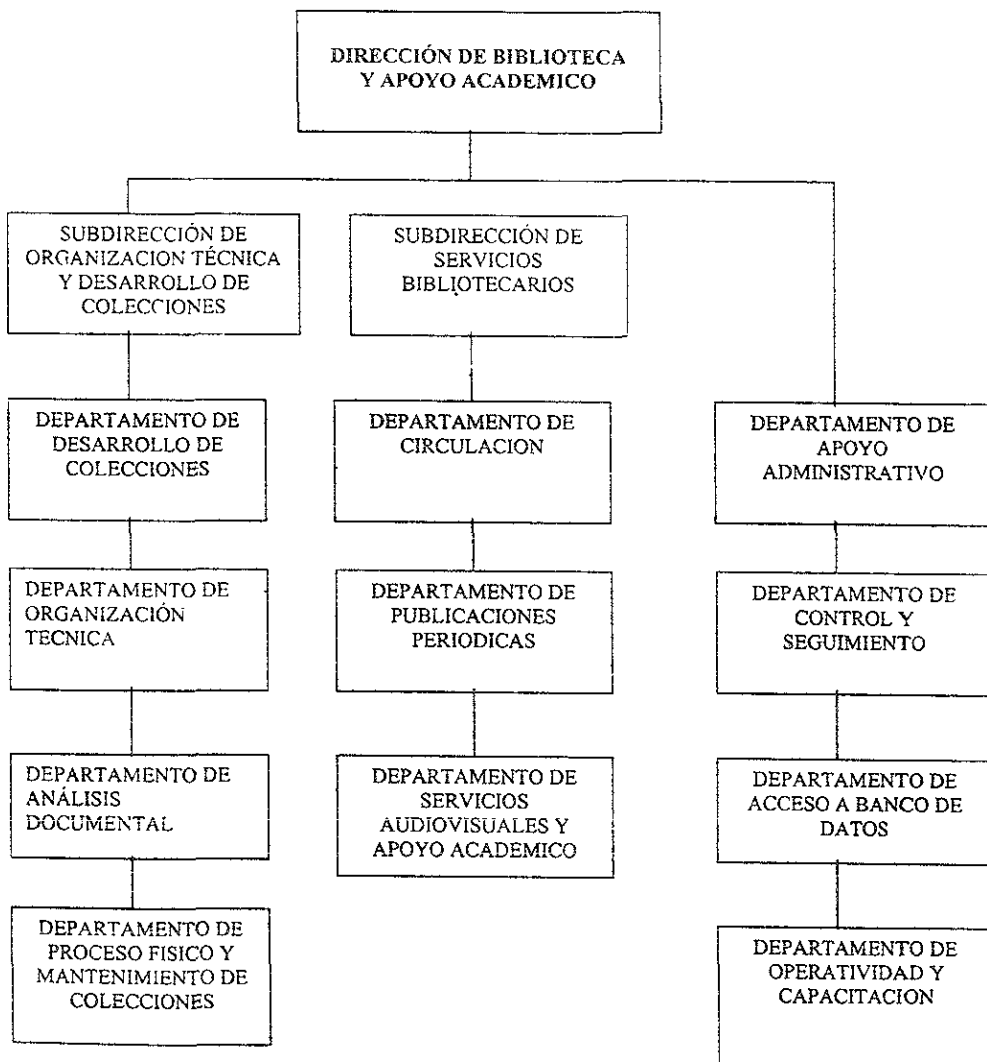 DIRECCIÓN DE BIBLIOTECA
Y APOYO ACADEMICO
SUBDIRECCIÓN DE
ORGANIZACION TÉCNICA
Y DESARROLLO DE
COLECCIONES
SUBDIRECCIÓN DE
SERVICIOS
BIBLIOTECARIOS
DEPARTAMENTO DE
DESARROLLO DE
COLECCIONES
DEPARTAMENTO DE
CIRCULACION
DEPARTAMENTO DE
APOYO
ADMINISTRATIVO
DEPARTAMENTO DE
ORGANIZACIÓN
TECNICA
DEPARTAMENTO DE
PUBLICACIONES
PERIODICAS
DEPARTAMENTO DE
CONTROL Y
SEGUIMIENTO
DEPARTAMENTO DE
ANÁLISIS
DOCUMENTAL
DEPARTAMENTO DE
SERVICIOS
AUDIOVISUALES Y
APOYO ACADEMICO
DEPARTAMENTO DE
ACCESO A BANCO DE
DATOS
DEPARTAMENTO DE
PROCESO FISICO Y
MANTENIMIENTO DE
COLECCIONES
DEPARTAMENTO DE
OPERATIVIDAD Y
CAPACITACION